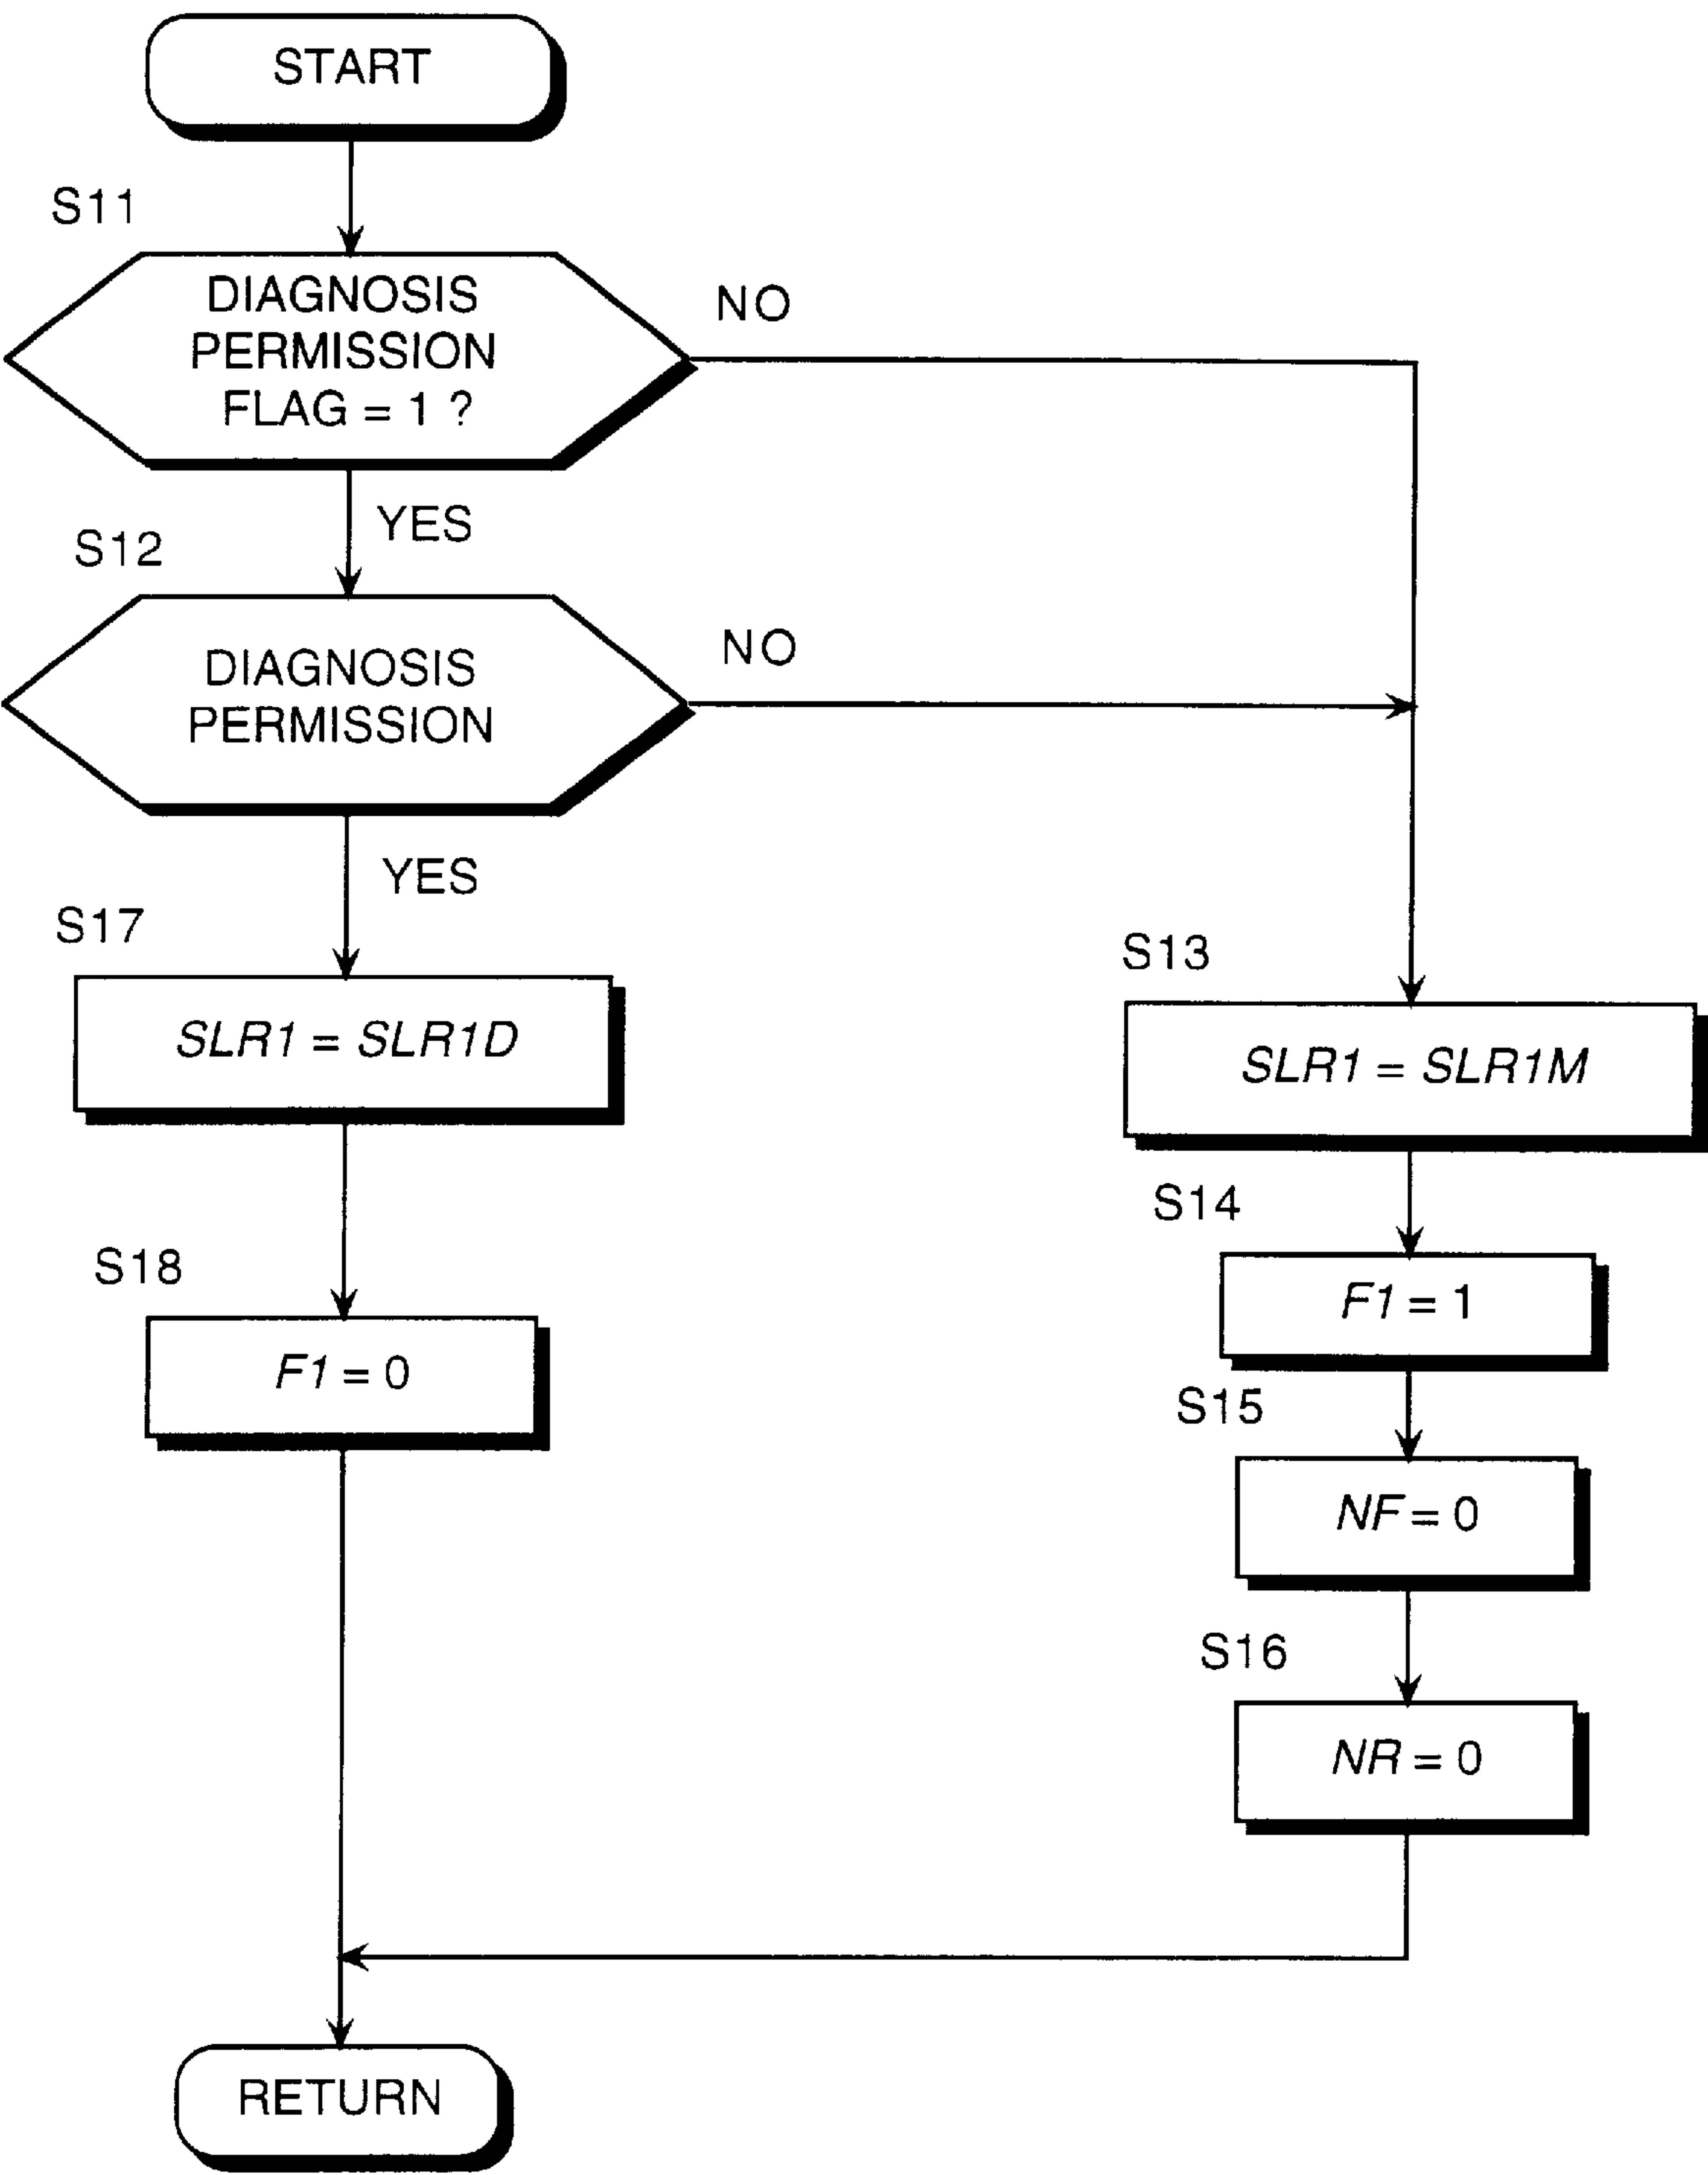 START
S11
DIAGNOSIS
PERMISSION
FLAG = 1 ?
NO
YES
S12
DIAGNOSIS
PERMISSION
NO
YES
S17
SLR1 = SLR1D
S18
F1 = 0
S13
SLR1 = SLR1M
S14
F1 = 1
S15
NF = 0
S16
NR = 0
RETURN